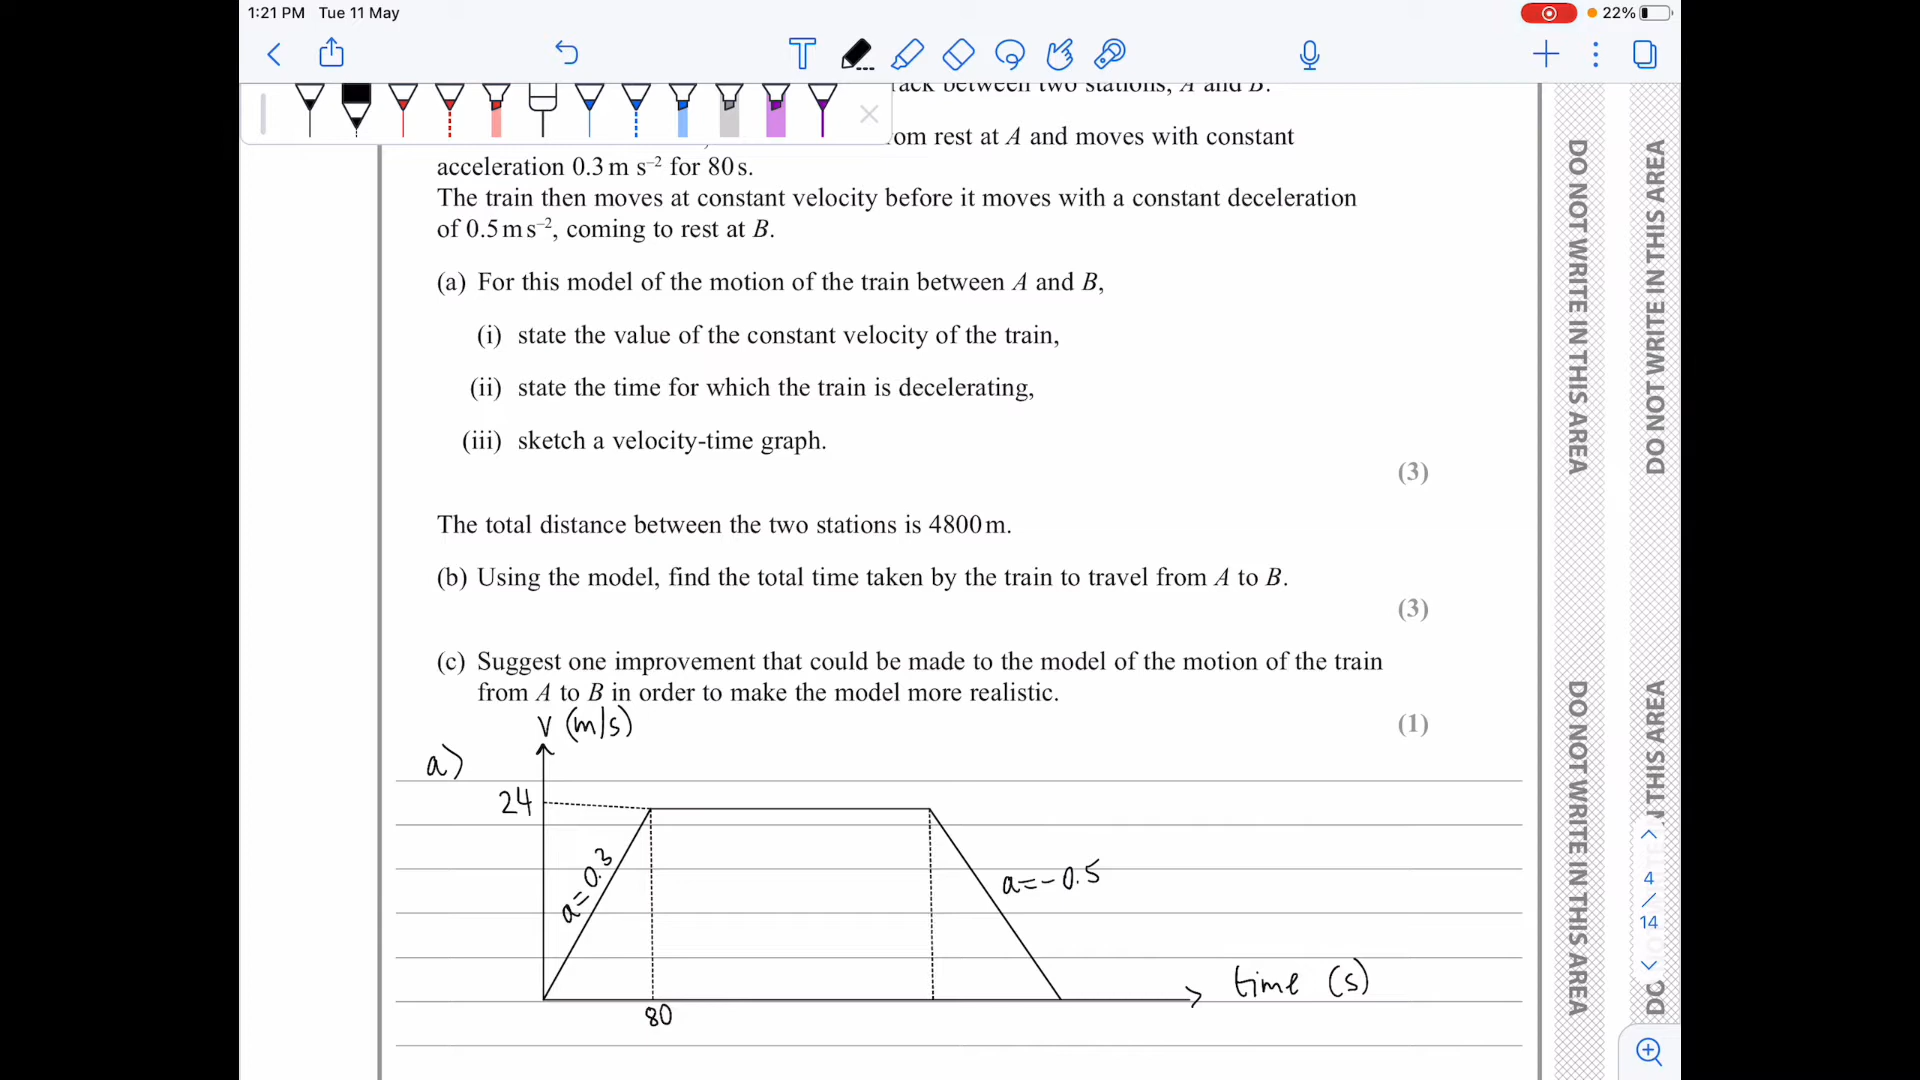 1:21 PM Tue 11 May
22%
T
between two stations, A and B.
om rest at A and moves with constant
acceleration 0.3 m s⁻² for 80 s.
The train then moves at constant velocity before it moves with a constant deceleration
of 0.5 m s⁻², coming to rest at B.
(a) For this model of the motion of the train between A and B,
(i) state the value of the constant velocity of the train,
(ii) state the time for which the train is decelerating,
(iii) sketch a velocity-time graph.
(3)
The total distance between the two stations is 4800 m.
(b) Using the model, find the total time taken by the train to travel from A to B.
(3)
(c) Suggest one improvement that could be made to the model of the motion of the train
from A to B in order to make the model more realistic.
(1)
v (m/s)
a)
24
a=0.3
a=-0.5
80
time (s)
DO NOT WRITE IN THIS AREA
DO NOT WRITE IN THIS AREA
DO NOT WRITE IN THIS AREA
THIS AREA
4
/
14